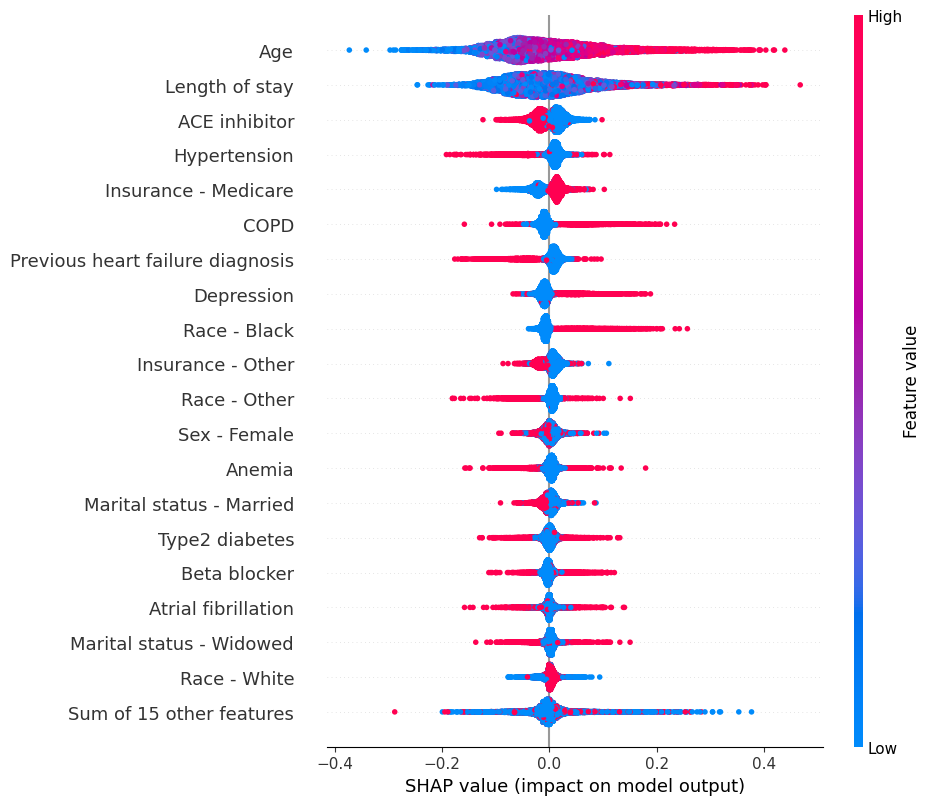 High
Age
Length of stay
ACE inhibitor
Hypertension
Insurance - Medicare
COPD
Previous heart failure diagnosis
Depression
Race - Black
Insurance - Other
Race - Other
Sex - Female
Anemia
Marital status - Married
Type2 diabetes
Beta blocker
Atrial fibrillation
Marital status - Widowed
Race - White
Sum of 15 other features
Feature value
Low
−0.4 −0.2 0.0 0.2 0.4
SHAP value (impact on model output)